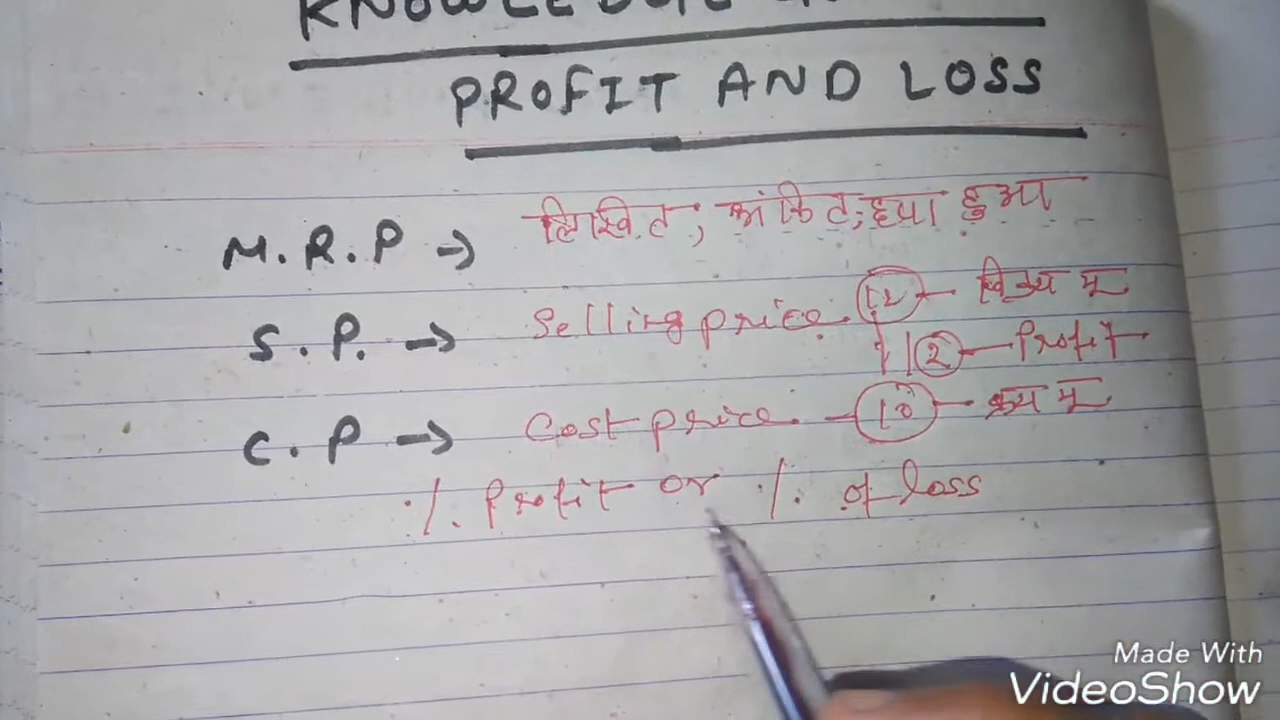 KNOWLEDGE
PROFIT AND LOSS
M.R.P → लिखित, अंकित, छपा हुआ
S.P. → Selling price. 12 – विक्रय मू
2 – Profit
C.P → Cost price. – 10 – क्रय मू
% Profit or % of loss
Made With
VideoShow